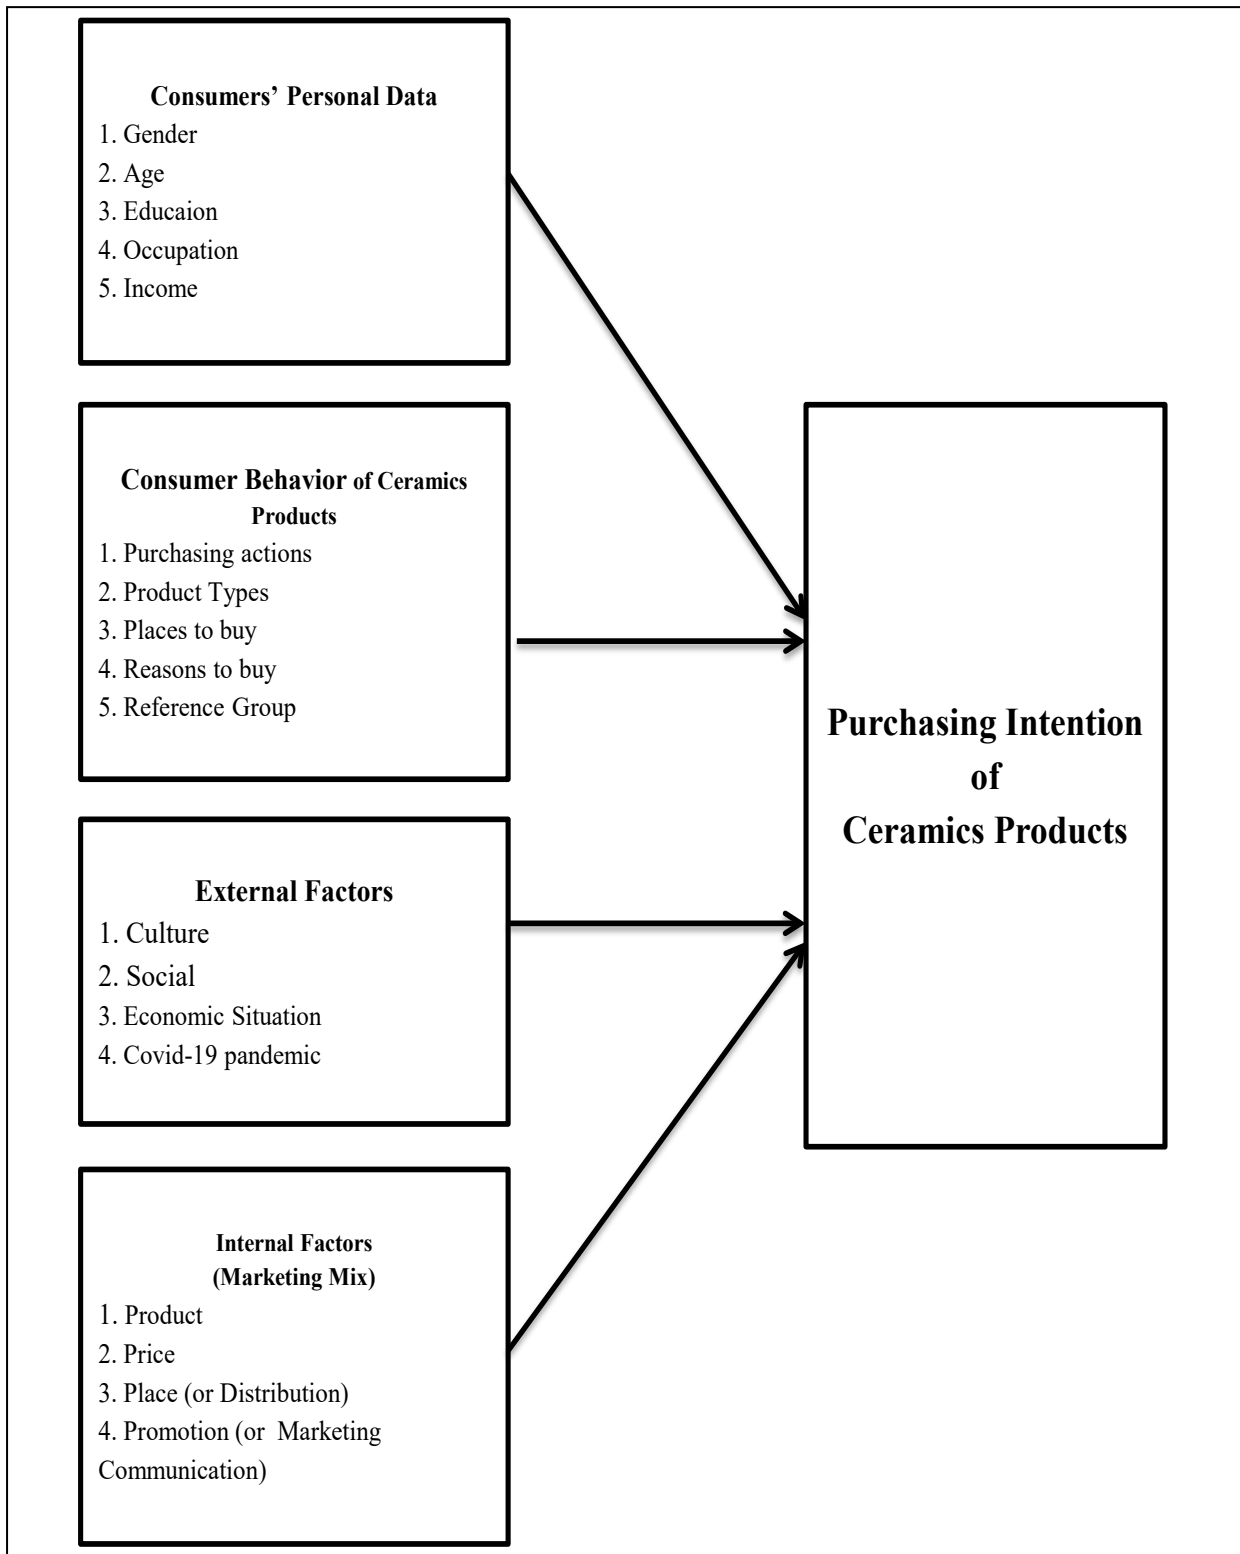 Consumers’ Personal Data
1. Gender
2. Age
3. Educaion
4. Occupation
5. Income
Consumer Behavior of Ceramics
Products
1. Purchasing actions
2. Product Types
3. Places to buy
4. Reasons to buy
5. Reference Group
External Factors
1. Culture
2. Social
3. Economic Situation
4. Covid-19 pandemic
Internal Factors
(Marketing Mix)
1. Product
2. Price
3. Place (or Distribution)
4. Promotion (or Marketing
Communication)
Purchasing Intention
of
Ceramics Products